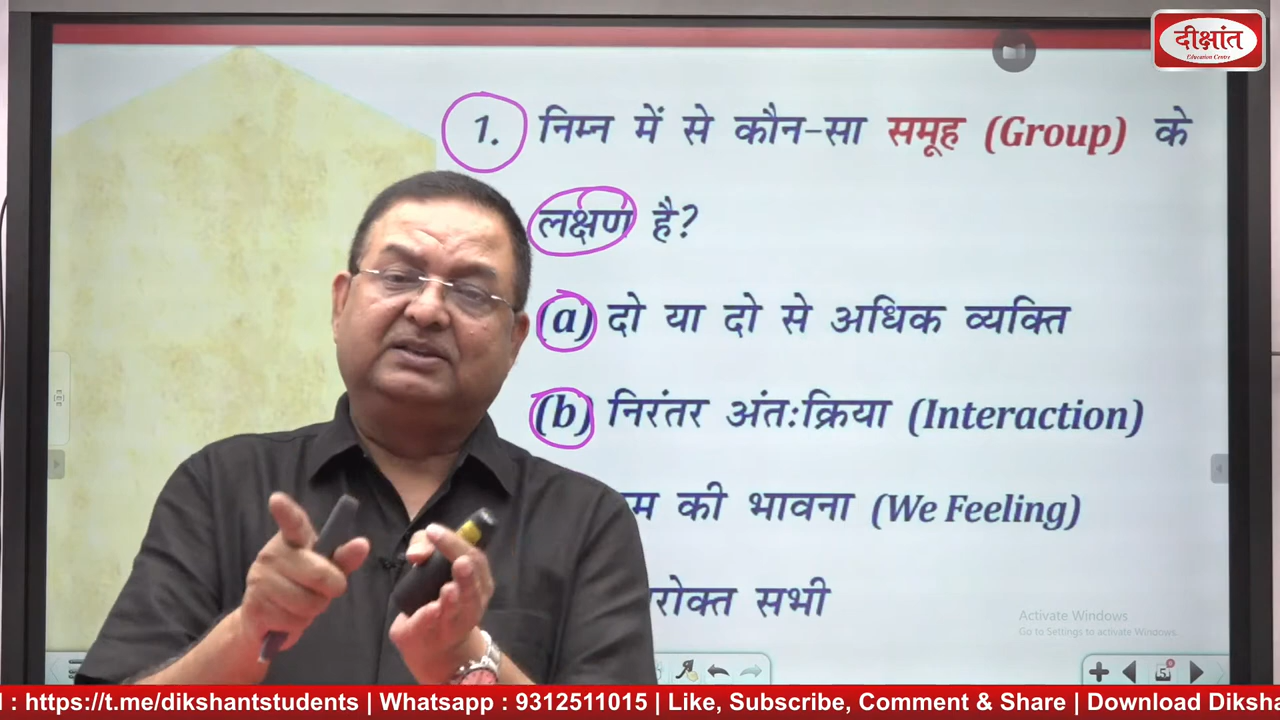 दीक्षांत
Education Centre
1. निम्न में से कौन-सा समूह (Group) के
लक्षण है?
(a) दो या दो से अधिक व्यक्ति
(b) निरंतर अंतःक्रिया (Interaction)
म की भावना (We Feeling)
रोक्त सभी
Activate Windows
Go to Settings to activate Windows.
: https://t.me/dikshantstudents | Whatsapp : 9312511015 | Like, Subscribe, Comment & Share | Download Diksha